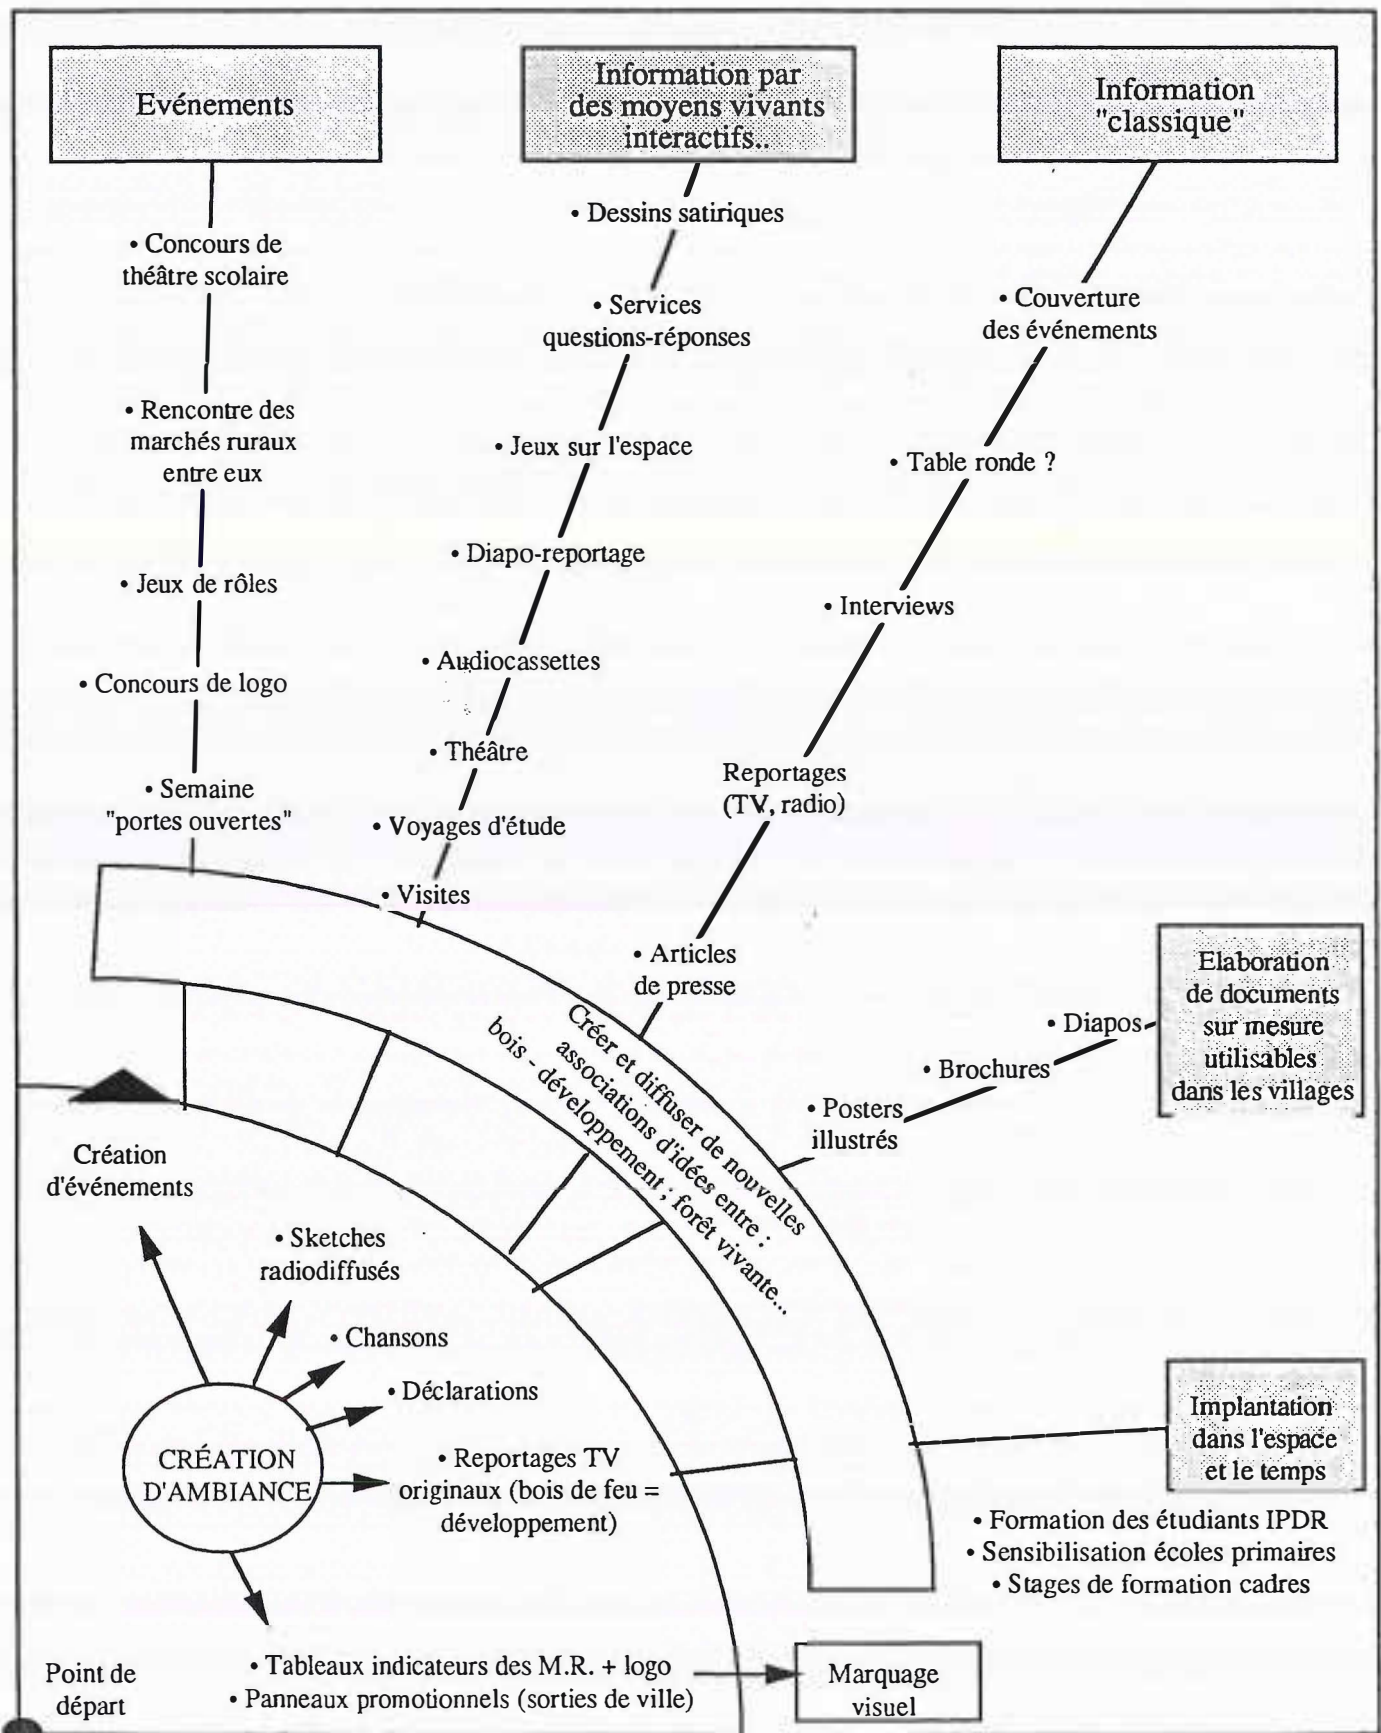 Evénements
Information par
des moyens vivants
interactifs..
Information
"classique"
• Concours de
théâtre scolaire
• Rencontre des
marchés ruraux
entre eux
• Jeux de rôles
• Concours de logo
• Semaine
"portes ouvertes"
• Dessins satiriques
• Services
questions-réponses
• Jeux sur l'espace
• Diapo-reportage
• Audiocassettes
• Théâtre
• Voyages d'étude
• Visites
• Couverture
des événements
• Table ronde ?
• Interviews
Reportages
(TV, radio)
• Articles
de presse
Elaboration
de documents
sur mesure
utilisables
dans les villages
• Diapos
• Brochures
• Posters
illustrés
Créer et diffuser de nouvelles
associations d'idées entre :
bois - développement ; forêt vivante...
Création
d'événements
• Sketches
radiodiffusés
• Chansons
• Déclarations
CRÉATION
D'AMBIANCE
• Reportages TV
originaux (bois de feu =
développement)
Implantation
dans l'espace
et le temps
• Formation des étudiants IPDR
• Sensibilisation écoles primaires
• Stages de formation cadres
Point de
départ
• Tableaux indicateurs des M.R. + logo
• Panneaux promotionnels (sorties de ville)
Marquage
visuel